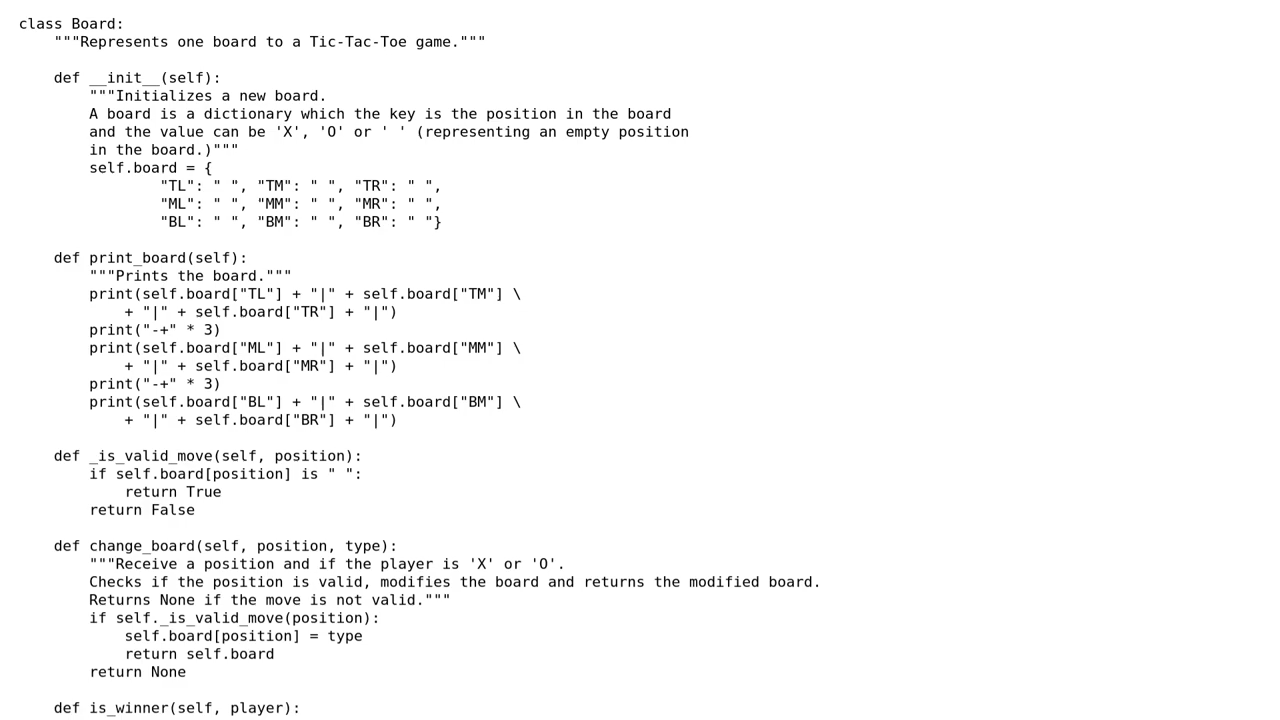 class Board:
    """Represents one board to a Tic-Tac-Toe game."""

    def __init__(self):
        """Initializes a new board.
        A board is a dictionary which the key is the position in the board
        and the value can be 'X', 'O' or ' ' (representing an empty position
        in the board.)"""
        self.board = {
                "TL": " ", "TM": " ", "TR": " ",
                "ML": " ", "MM": " ", "MR": " ",
                "BL": " ", "BM": " ", "BR": " "}

    def print_board(self):
        """Prints the board."""
        print(self.board["TL"] + "|" + self.board["TM"] \
            + "|" + self.board["TR"] + "|")
        print("-+" * 3)
        print(self.board["ML"] + "|" + self.board["MM"] \
            + "|" + self.board["MR"] + "|")
        print("-+" * 3)
        print(self.board["BL"] + "|" + self.board["BM"] \
            + "|" + self.board["BR"] + "|")

    def _is_valid_move(self, position):
        if self.board[position] is " ":
            return True
        return False

    def change_board(self, position, type):
        """Receive a position and if the player is 'X' or 'O'.
        Checks if the position is valid, modifies the board and returns the modified board.
        Returns None if the move is not valid."""
        if self._is_valid_move(position):
            self.board[position] = type
            return self.board
        return None

    def is_winner(self, player):